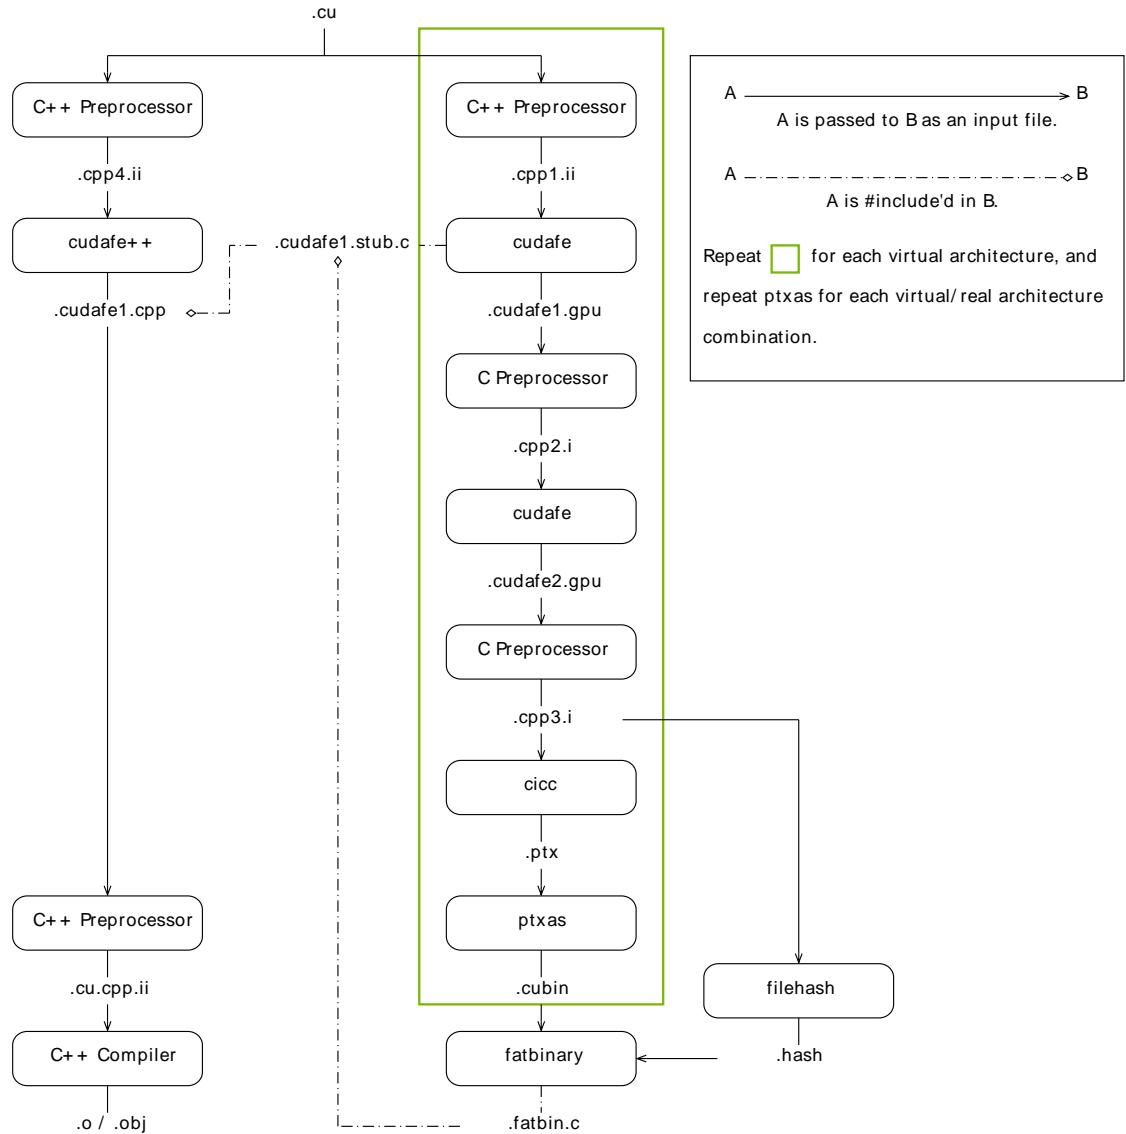 .cu
C++ Preprocessor
C++ Preprocessor
.cpp4.ii
.cpp1.ii
cudafe++
.cudafe1.stub.c
cudafe
.cudafe1.cpp
.cudafe1.gpu
C Preprocessor
.cpp2.i
cudafe
.cudafe2.gpu
C Preprocessor
.cpp3.i
cicc
.ptx
C++ Preprocessor
ptxas
.cu.cpp.ii
.cubin
filehash
C++ Compiler
fatbinary
.hash
.o / .obj
.fatbin.c
A B
A is passed to B as an input file.
A B
A is #include'd in B.
Repeat for each virtual architecture, and
repeat ptxas for each virtual/real architecture
combination.